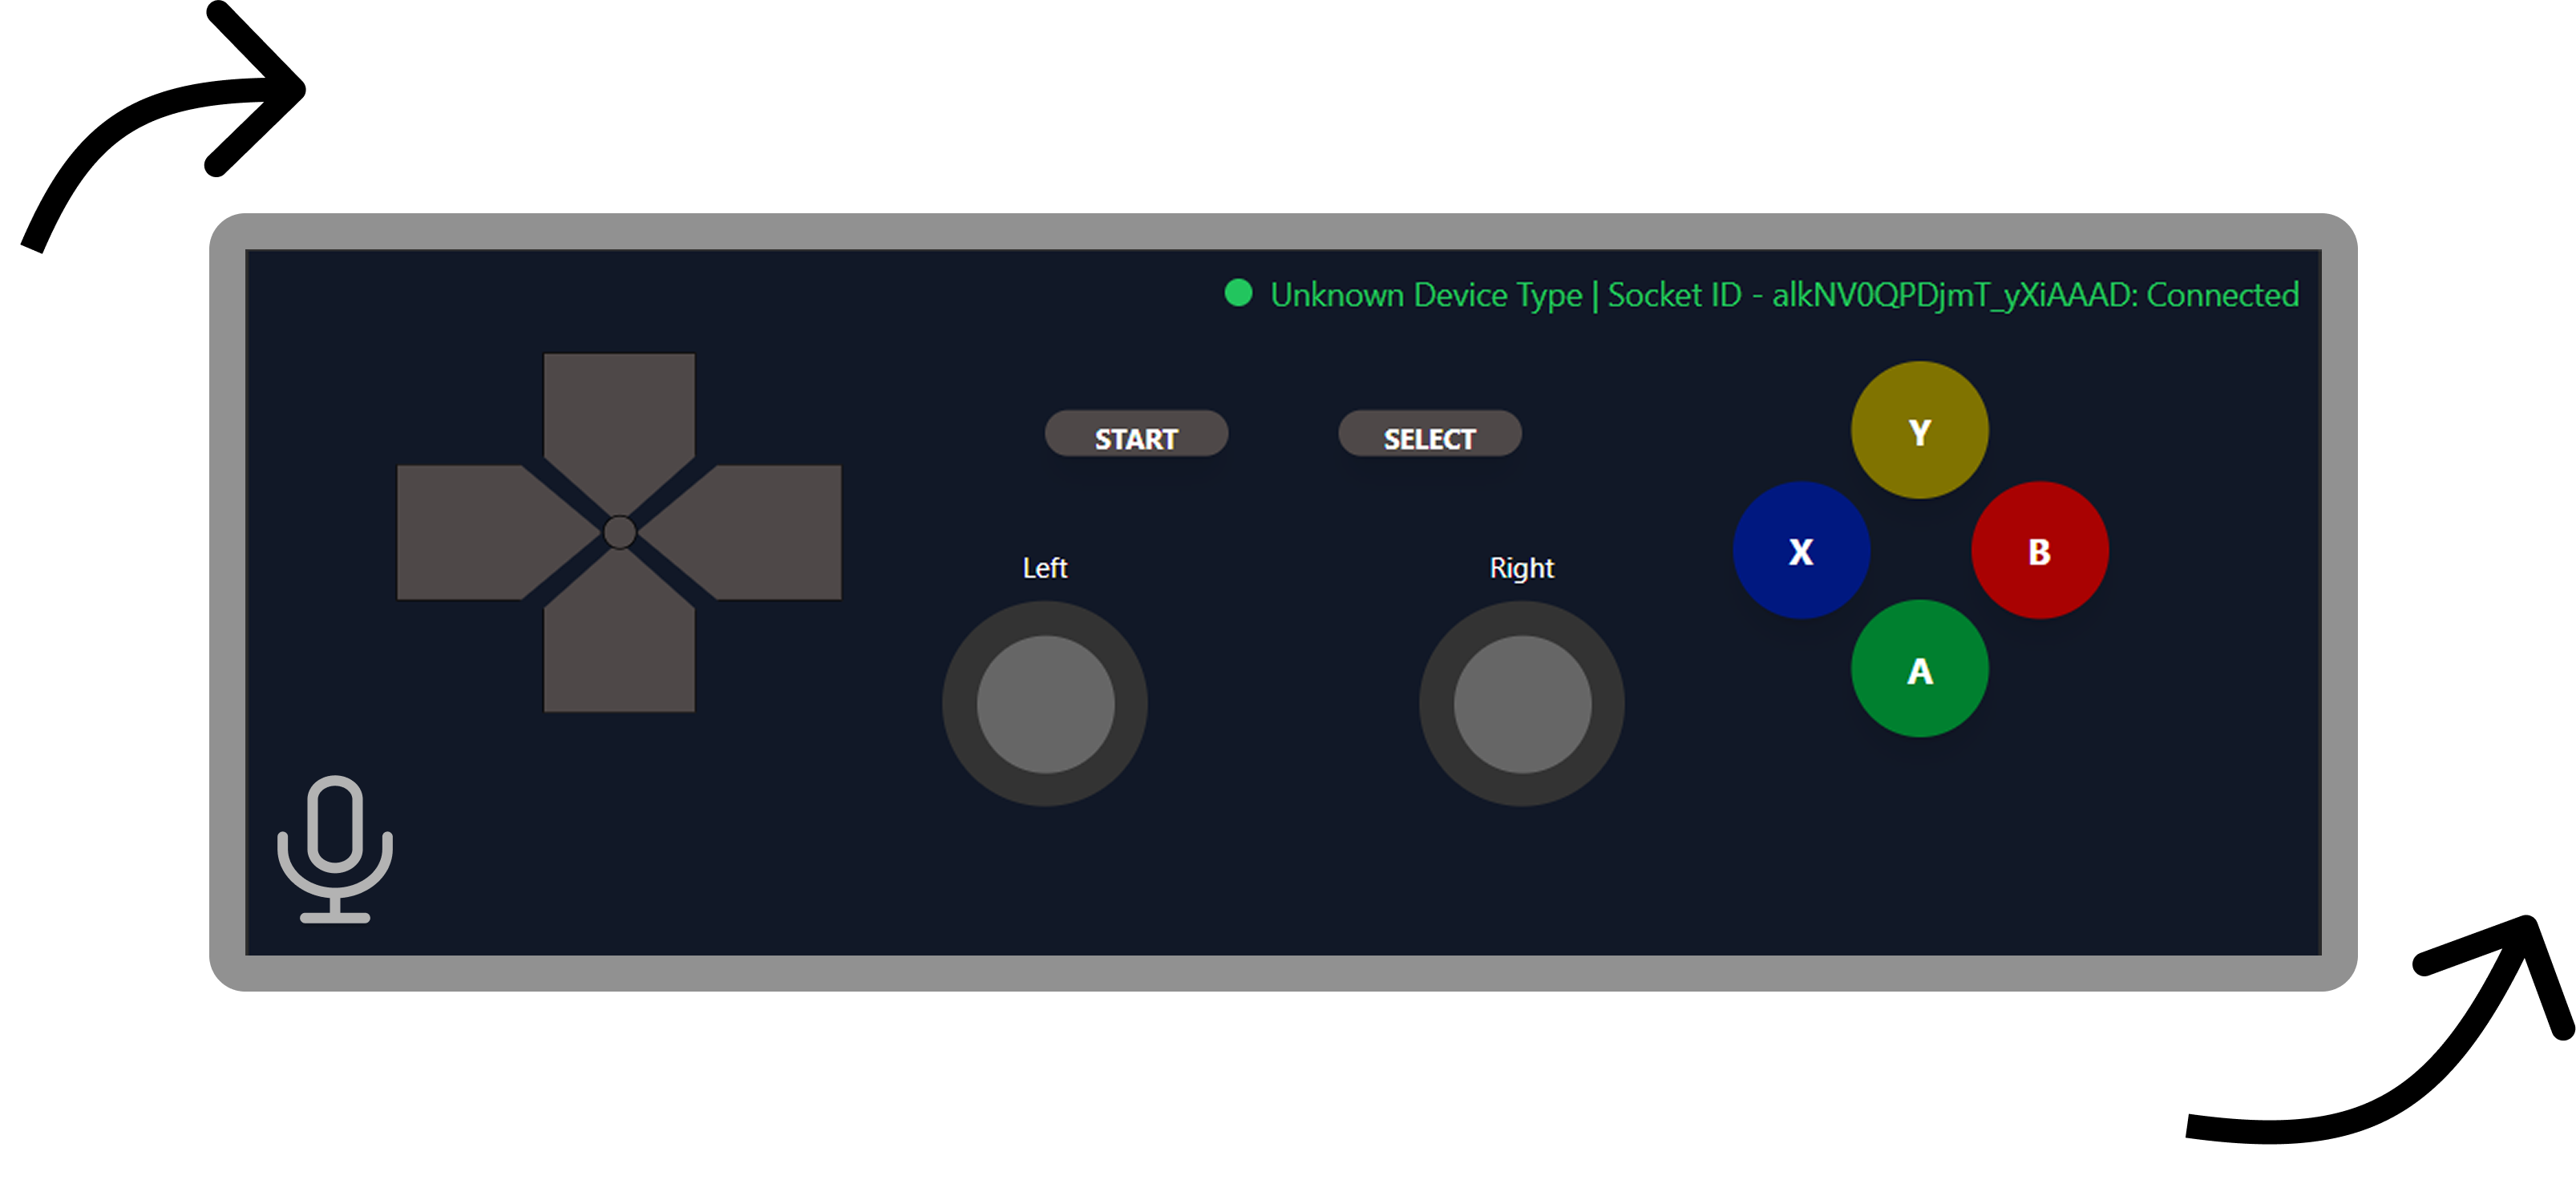 Unknown Device Type | Socket ID - alkNV0QPDjmT_yXiAAAD: Connected
START SELECT
Y
X B
A
Left Right